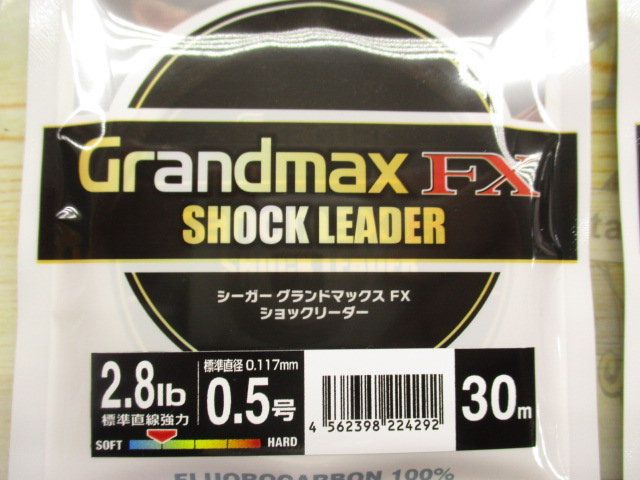 Grandmax FX
SHOCK LEADER
シーガー グランドマックス FX
ショックリーダー
2.8lb
標準直線強力
SOFT HARD
標準直径 0.117mm
0.5号
4 562398 224292
30m
FLUOROCARBON 100%